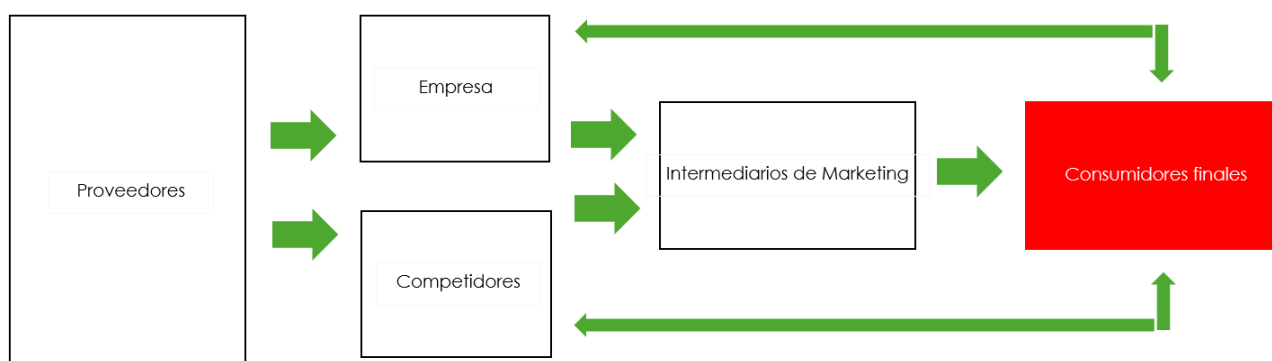 Proveedores
Empresa
Competidores
Intermediarios de Marketing
Consumidores finales